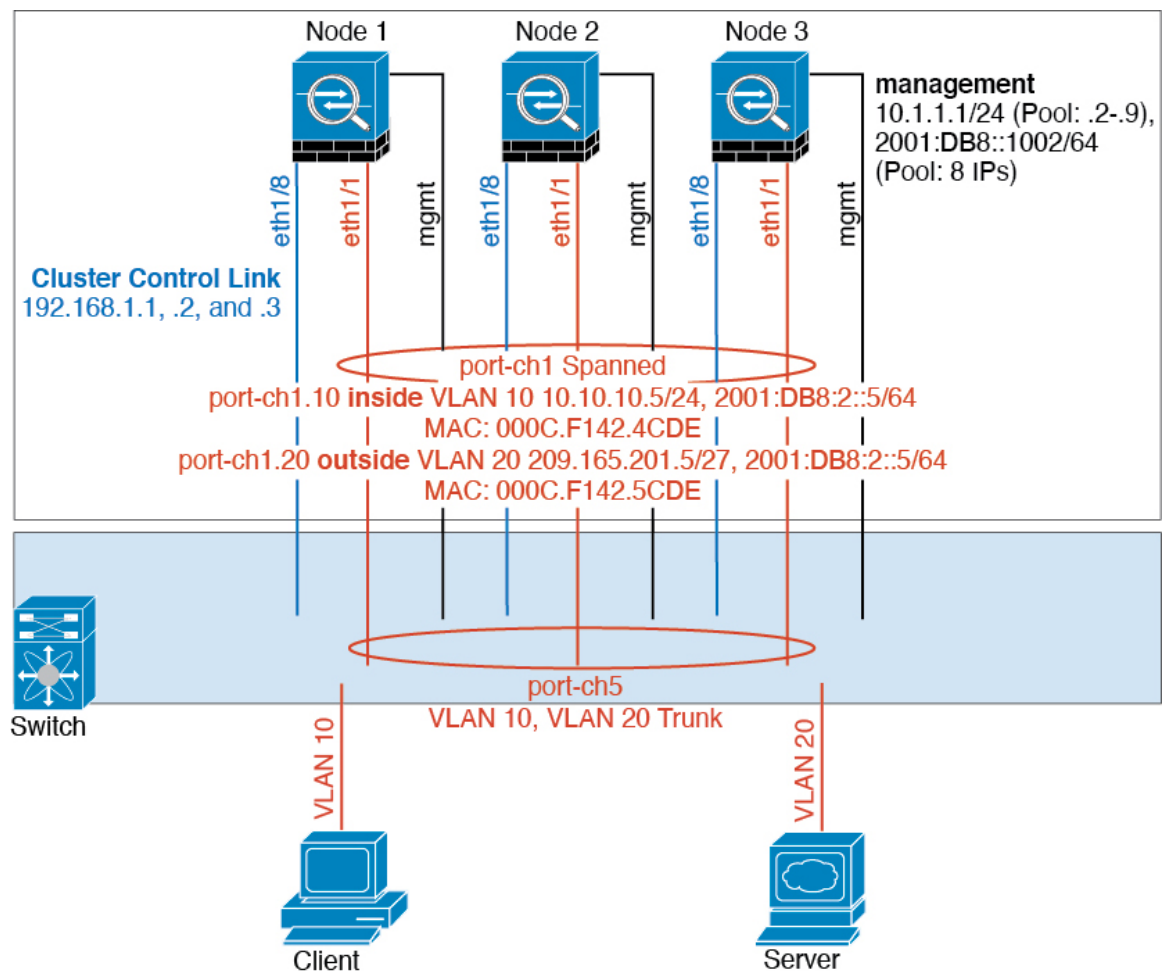 Node 1
Node 2
Node 3
management
10.1.1.1/24 (Pool: .2-.9),
2001:DB8::1002/64
(Pool: 8 IPs)
eth1/8
eth1/1
mgmt
eth1/8
eth1/1
mgmt
eth1/8
eth1/1
mgmt
Cluster Control Link
192.168.1.1, .2, and .3
port-ch1 Spanned
port-ch1.10 inside VLAN 10 10.10.10.5/24, 2001:DB8:2::5/64
MAC: 000C.F142.4CDE
port-ch1.20 outside VLAN 20 209.165.201.5/27, 2001:DB8:2::5/64
MAC: 000C.F142.5CDE
Switch
port-ch5
VLAN 10, VLAN 20 Trunk
VLAN 10
VLAN 20
Client
Server